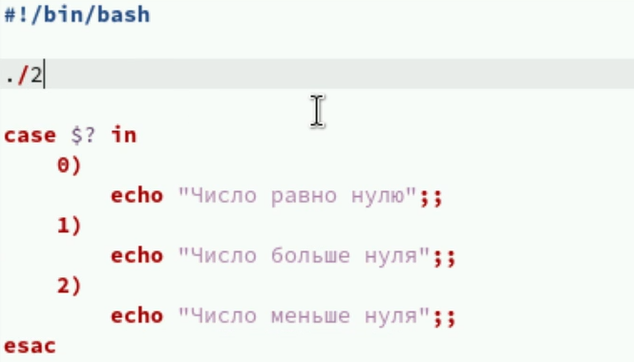 #!/bin/bash
./2
case $? in
0)
echo "Число равно нулю";;
1)
echo "Число больше нуля";;
2)
echo "Число меньше нуля";;
esac